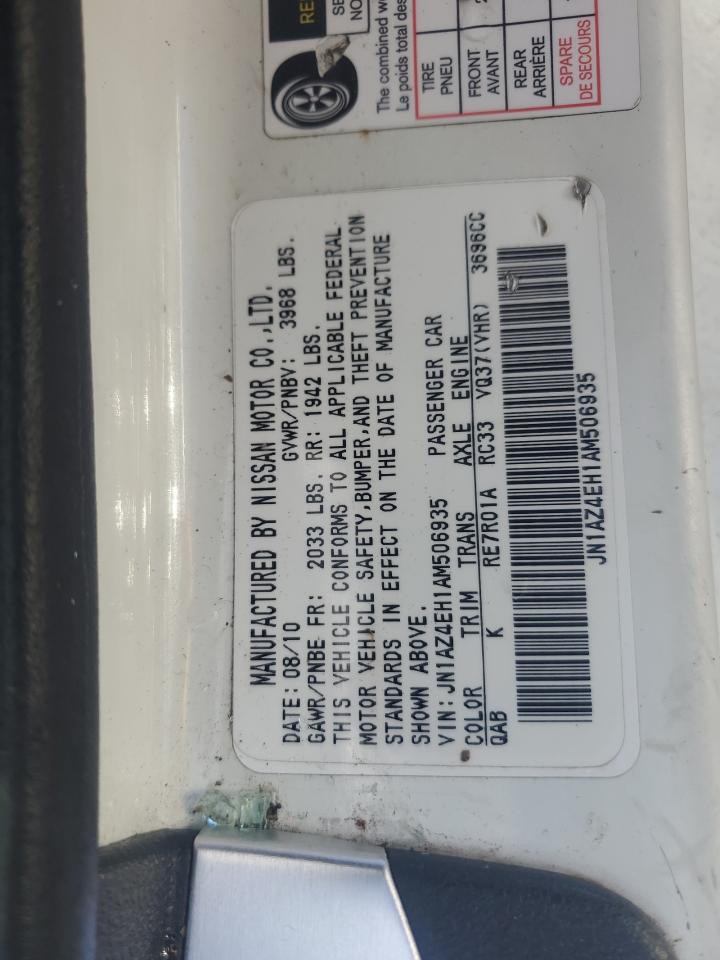 RE
SE
NO
The combined w
Le poids total des
TIRE
PNEU
FRONT
AVANT
REAR
ARRIÈRE
SPARE
DE SECOURS
MANUFACTURED BY NISSAN MOTOR CO.,LTD.
DATE:08/10 GVWR/PNBV: 3968 LBS.
GAWR/PNBE FR: 2033 LBS. RR: 1942 LBS.
THIS VEHICLE CONFORMS TO ALL APPLICABLE FEDERAL
MOTOR VEHICLE SAFETY,BUMPER,AND THEFT PREVENTION
STANDARDS IN EFFECT ON THE DATE OF MANUFACTURE
SHOWN ABOVE.
VIN:JN1AZ4EH1AM506935 PASSENGER CAR
COLOR TRIM TRANS AXLE ENGINE
QAB K RE7R01A RC33 VQ37(VHR) 3696CC
JN1AZ4EH1AM506935